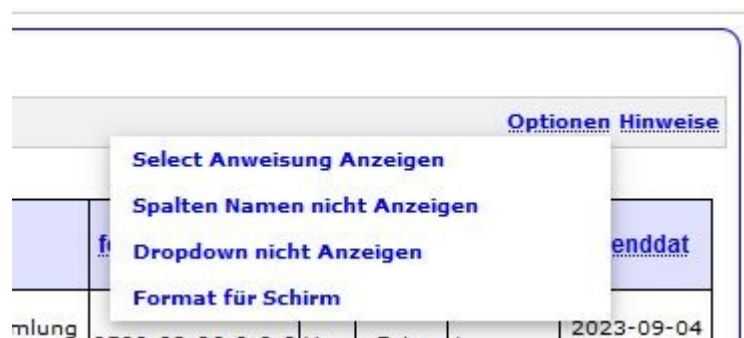 Optionen Hinweise
Select Anweisung Anzeigen
Spalten Namen nicht Anzeigen
Dropdown nicht Anzeigen
enddat
Format für Schirm
mlung
2023-09-04